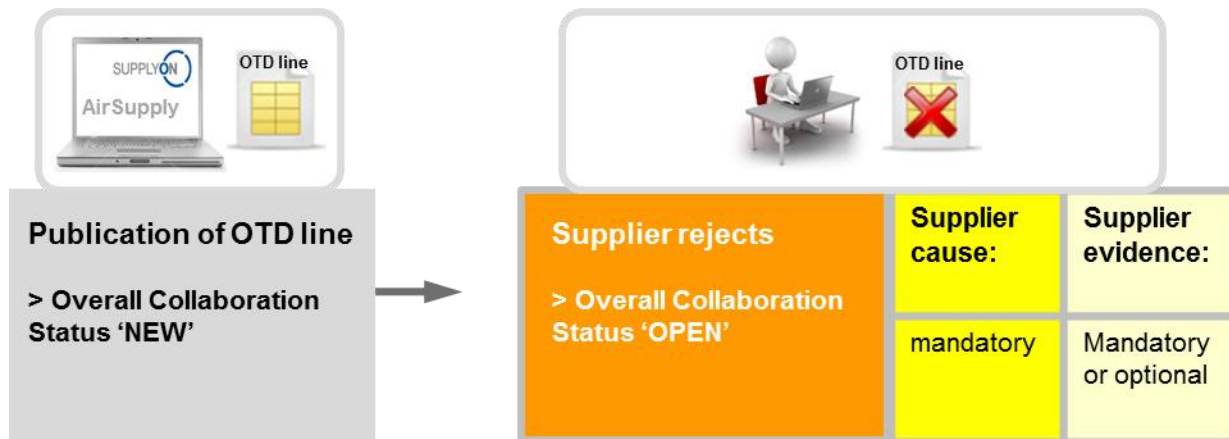 SUPPLYON
AirSupply
OTD line
Publication of OTD line
> Overall Collaboration
Status ‘NEW’
OTD line
Supplier rejects
> Overall Collaboration
Status ‘OPEN’
Supplier
cause:
Supplier
evidence:
mandatory
Mandatory
or optional